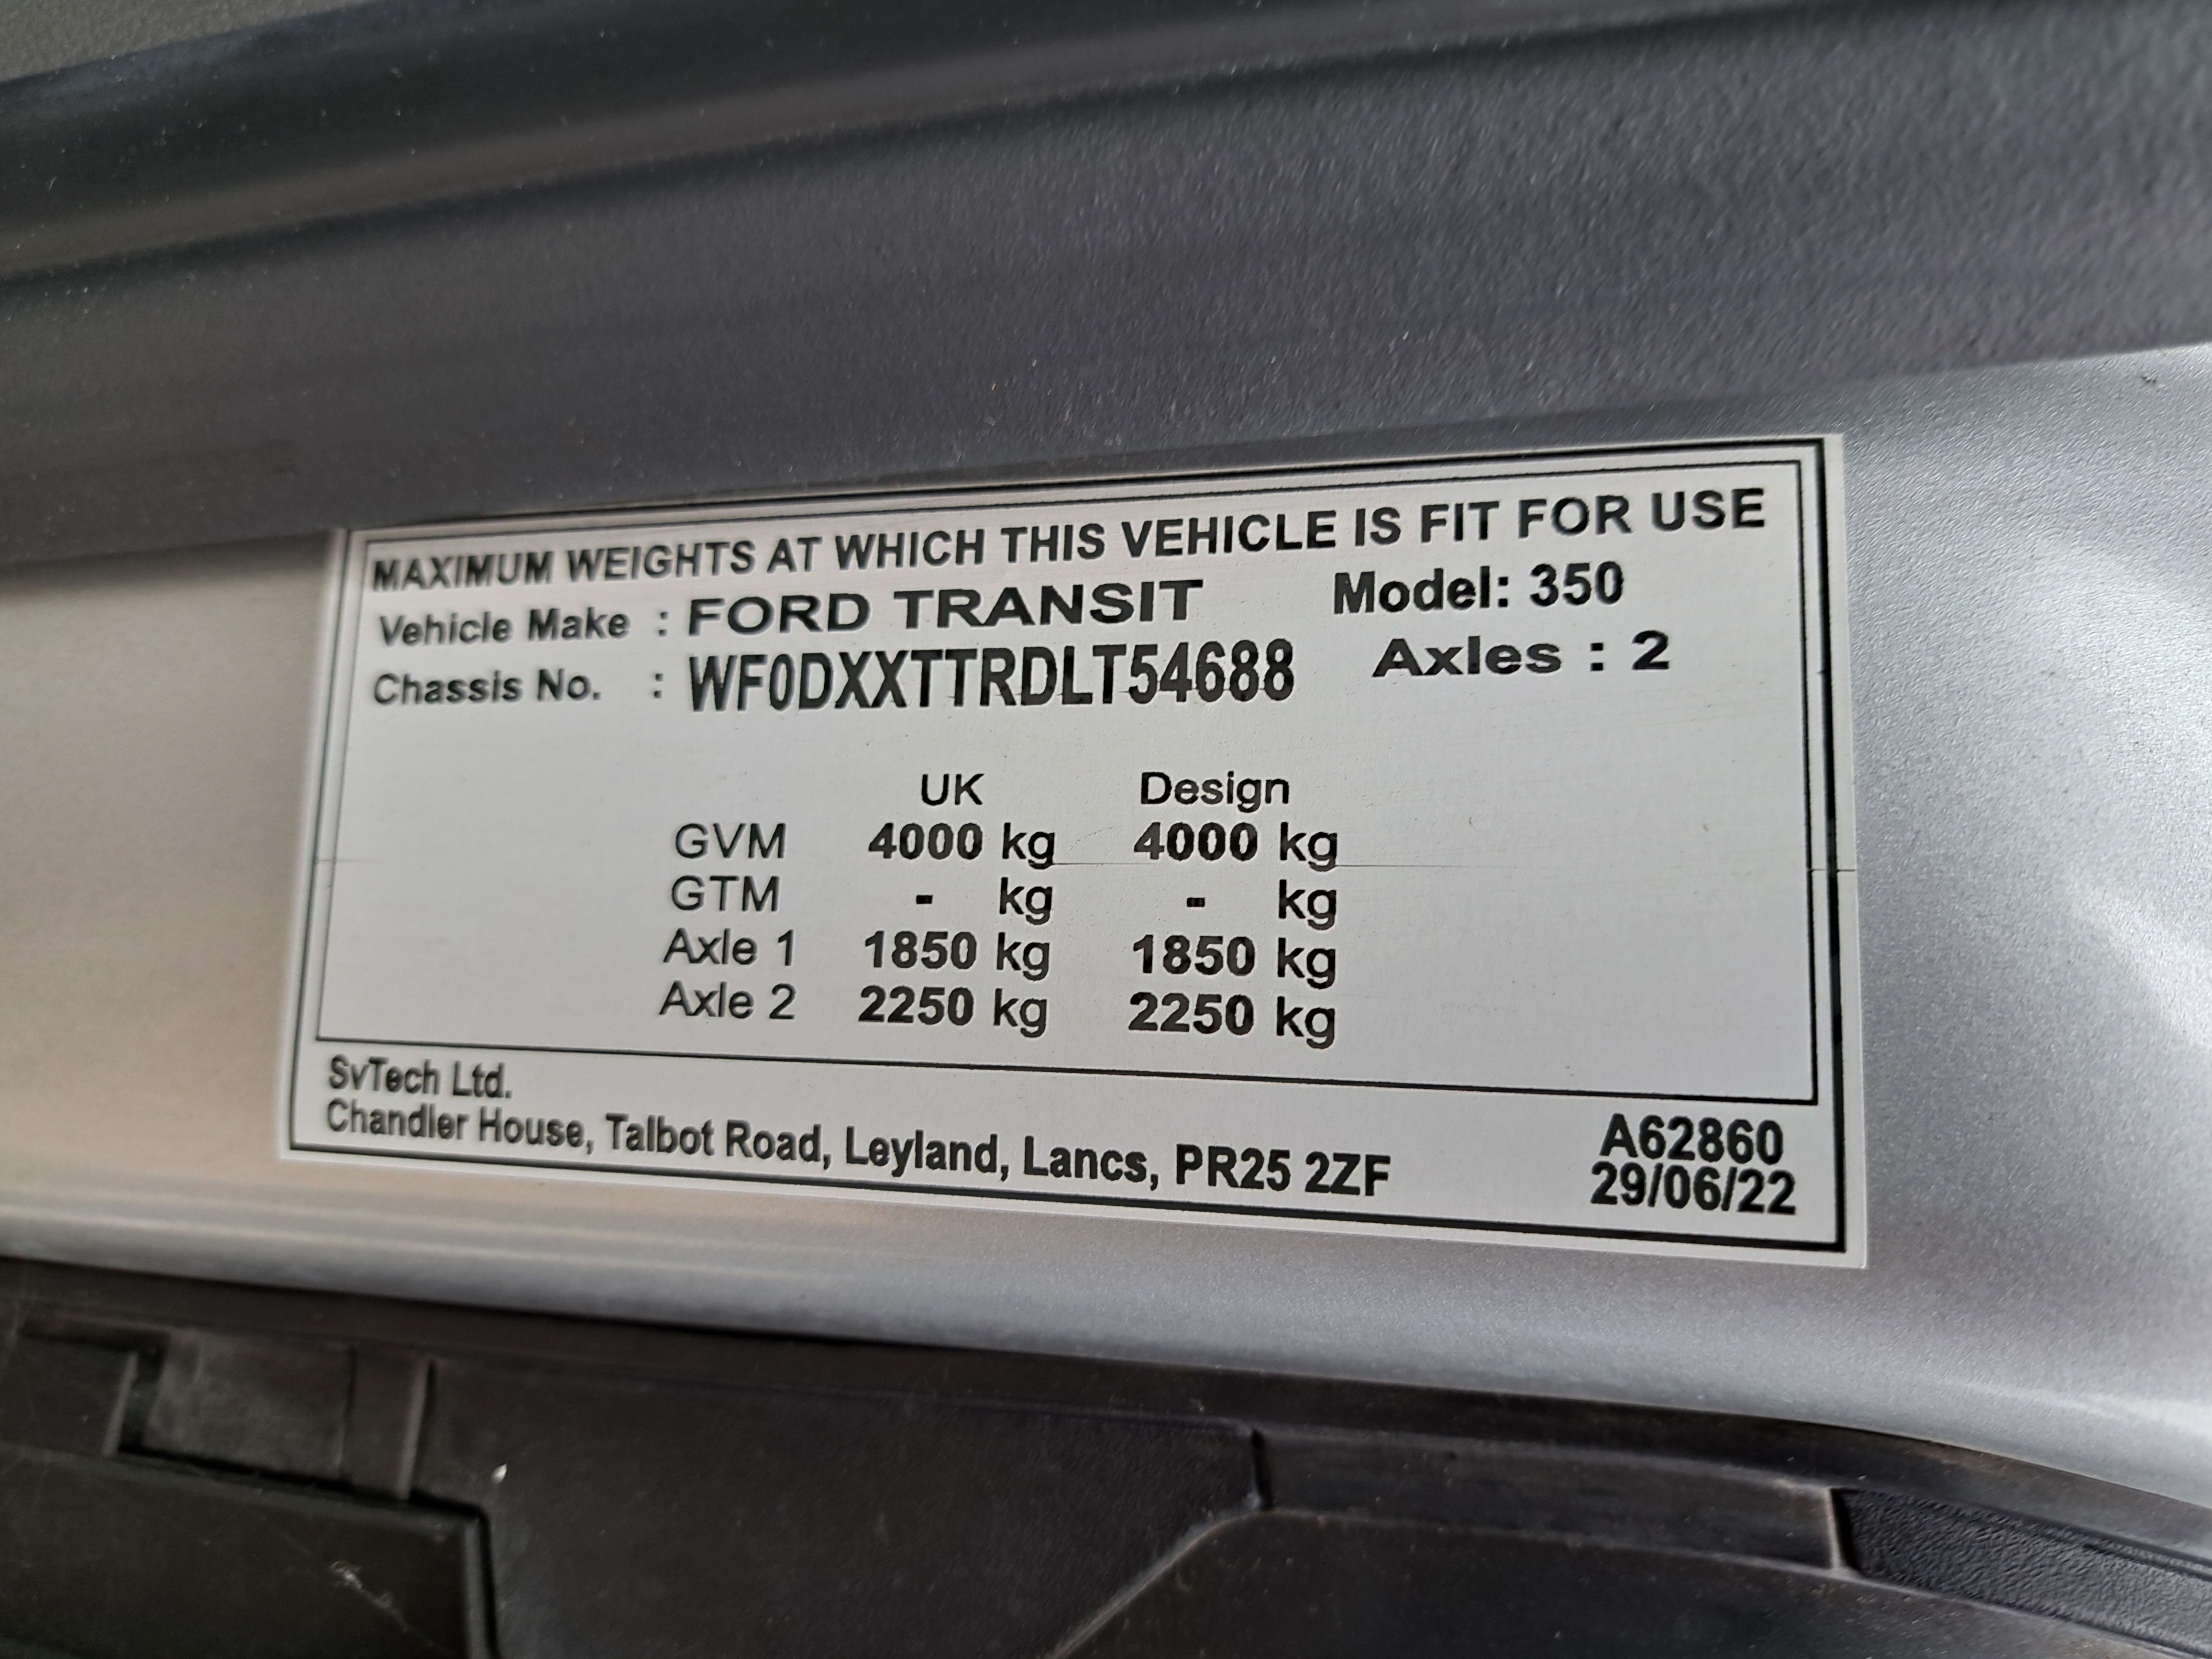 MAXIMUM WEIGHTS AT WHICH THIS VEHICLE IS FIT FOR USE
Vehicle Make : FORD TRANSIT Model: 350
Chassis No. : WF0DXXTTRDLT54688 Axles : 2
UK Design
GVM 4000 kg 4000 kg
GTM - kg - kg
Axle 1 1850 kg 1850 kg
Axle 2 2250 kg 2250 kg
SvTech Ltd.
Chandler House, Talbot Road, Leyland, Lancs, PR25 2ZF
A62860
29/06/22